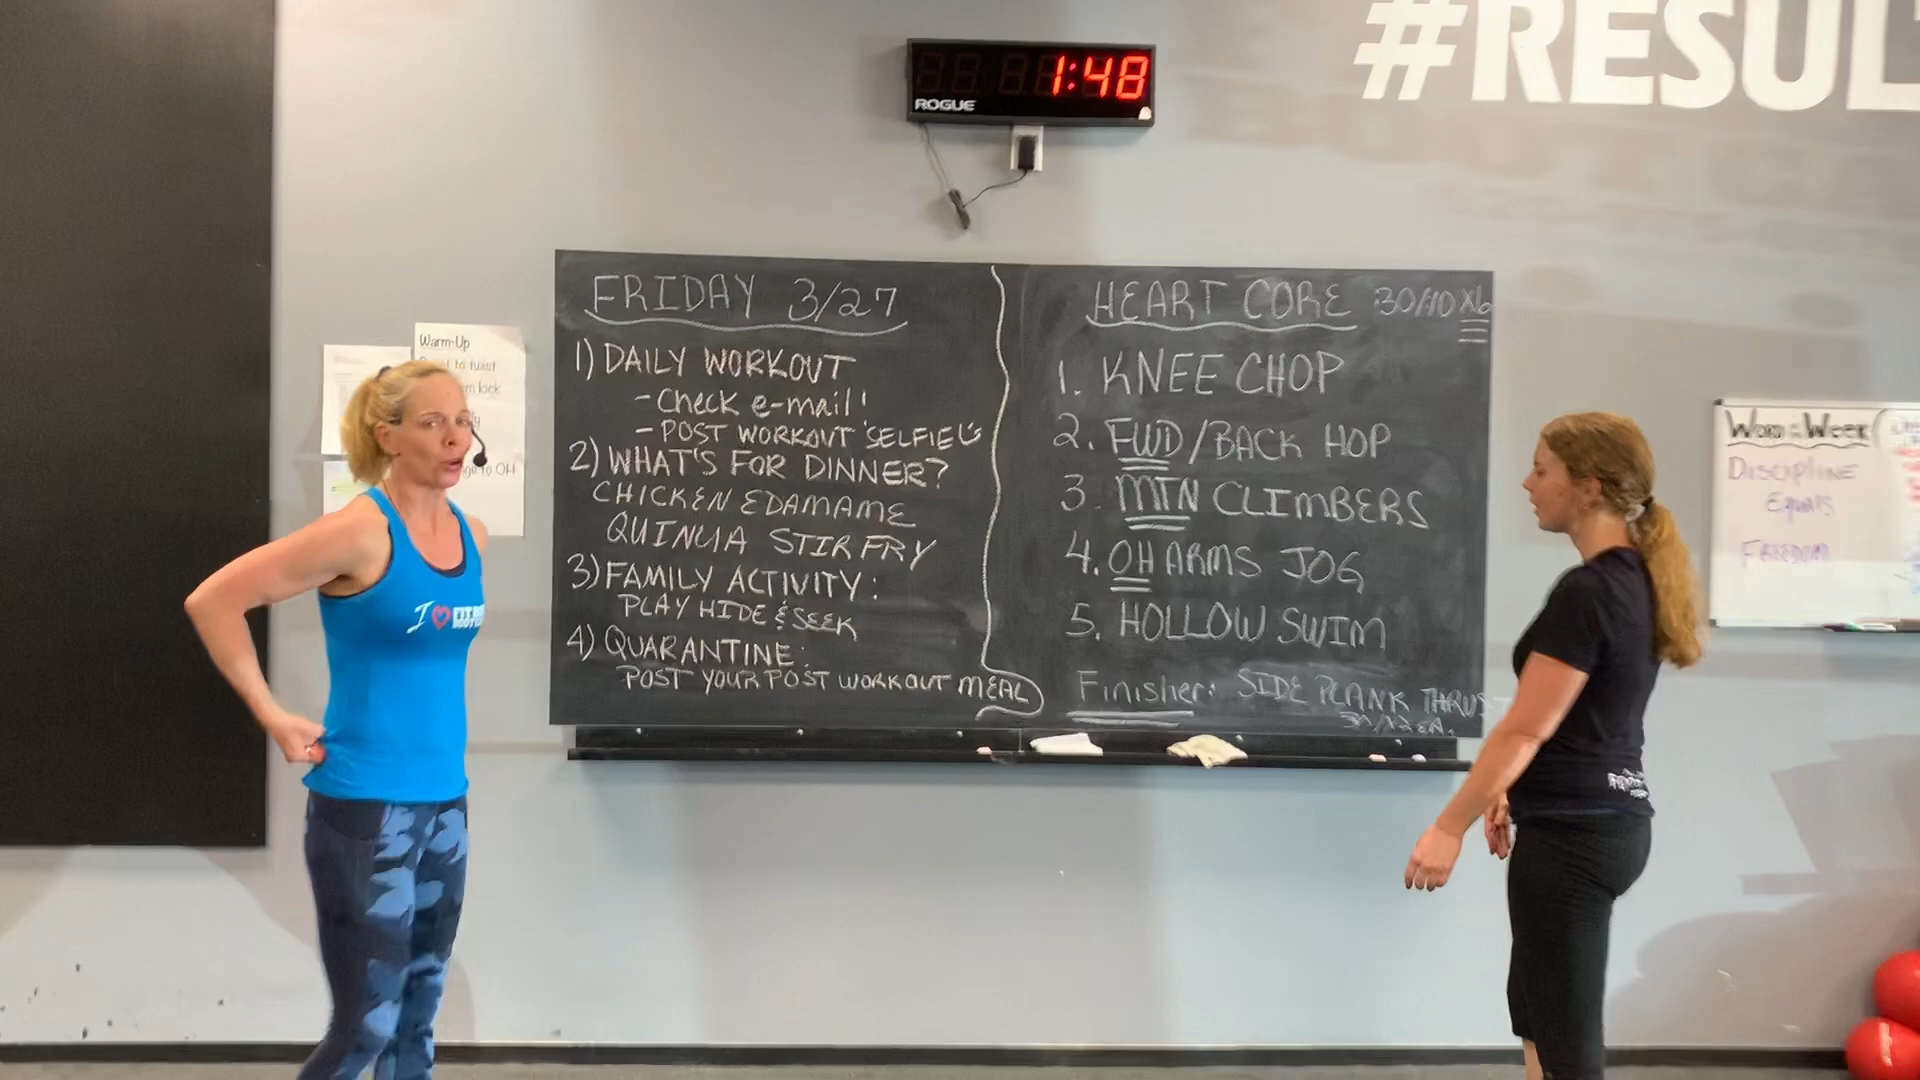 #RESUL
1:48
ROGUE
FRIDAY 3/27
1) DAILY WORKOUT
- Check e-mail!
- POST WORKOUT 'SELFIE'
2) WHAT'S FOR DINNER?
CHICKEN EDAMAME
QUINUA STIR FRY
3) FAMILY ACTIVITY:
PLAY HIDE & SEEK
4) QUARANTINE:
POST YOUR POST WORKOUT MEAL
HEART CORE 30/10 X6
1. KNEE CHOP
2. FWD/BACK HOP
3. MTN CLIMBERS
4. OH ARMS JOG
5. HOLLOW SWIM
Finisher: SIDE PLANK THRUST
Warm-Up
to twist
Word of the Week
Discipline
Equals
Freedom
I ♥ FIT